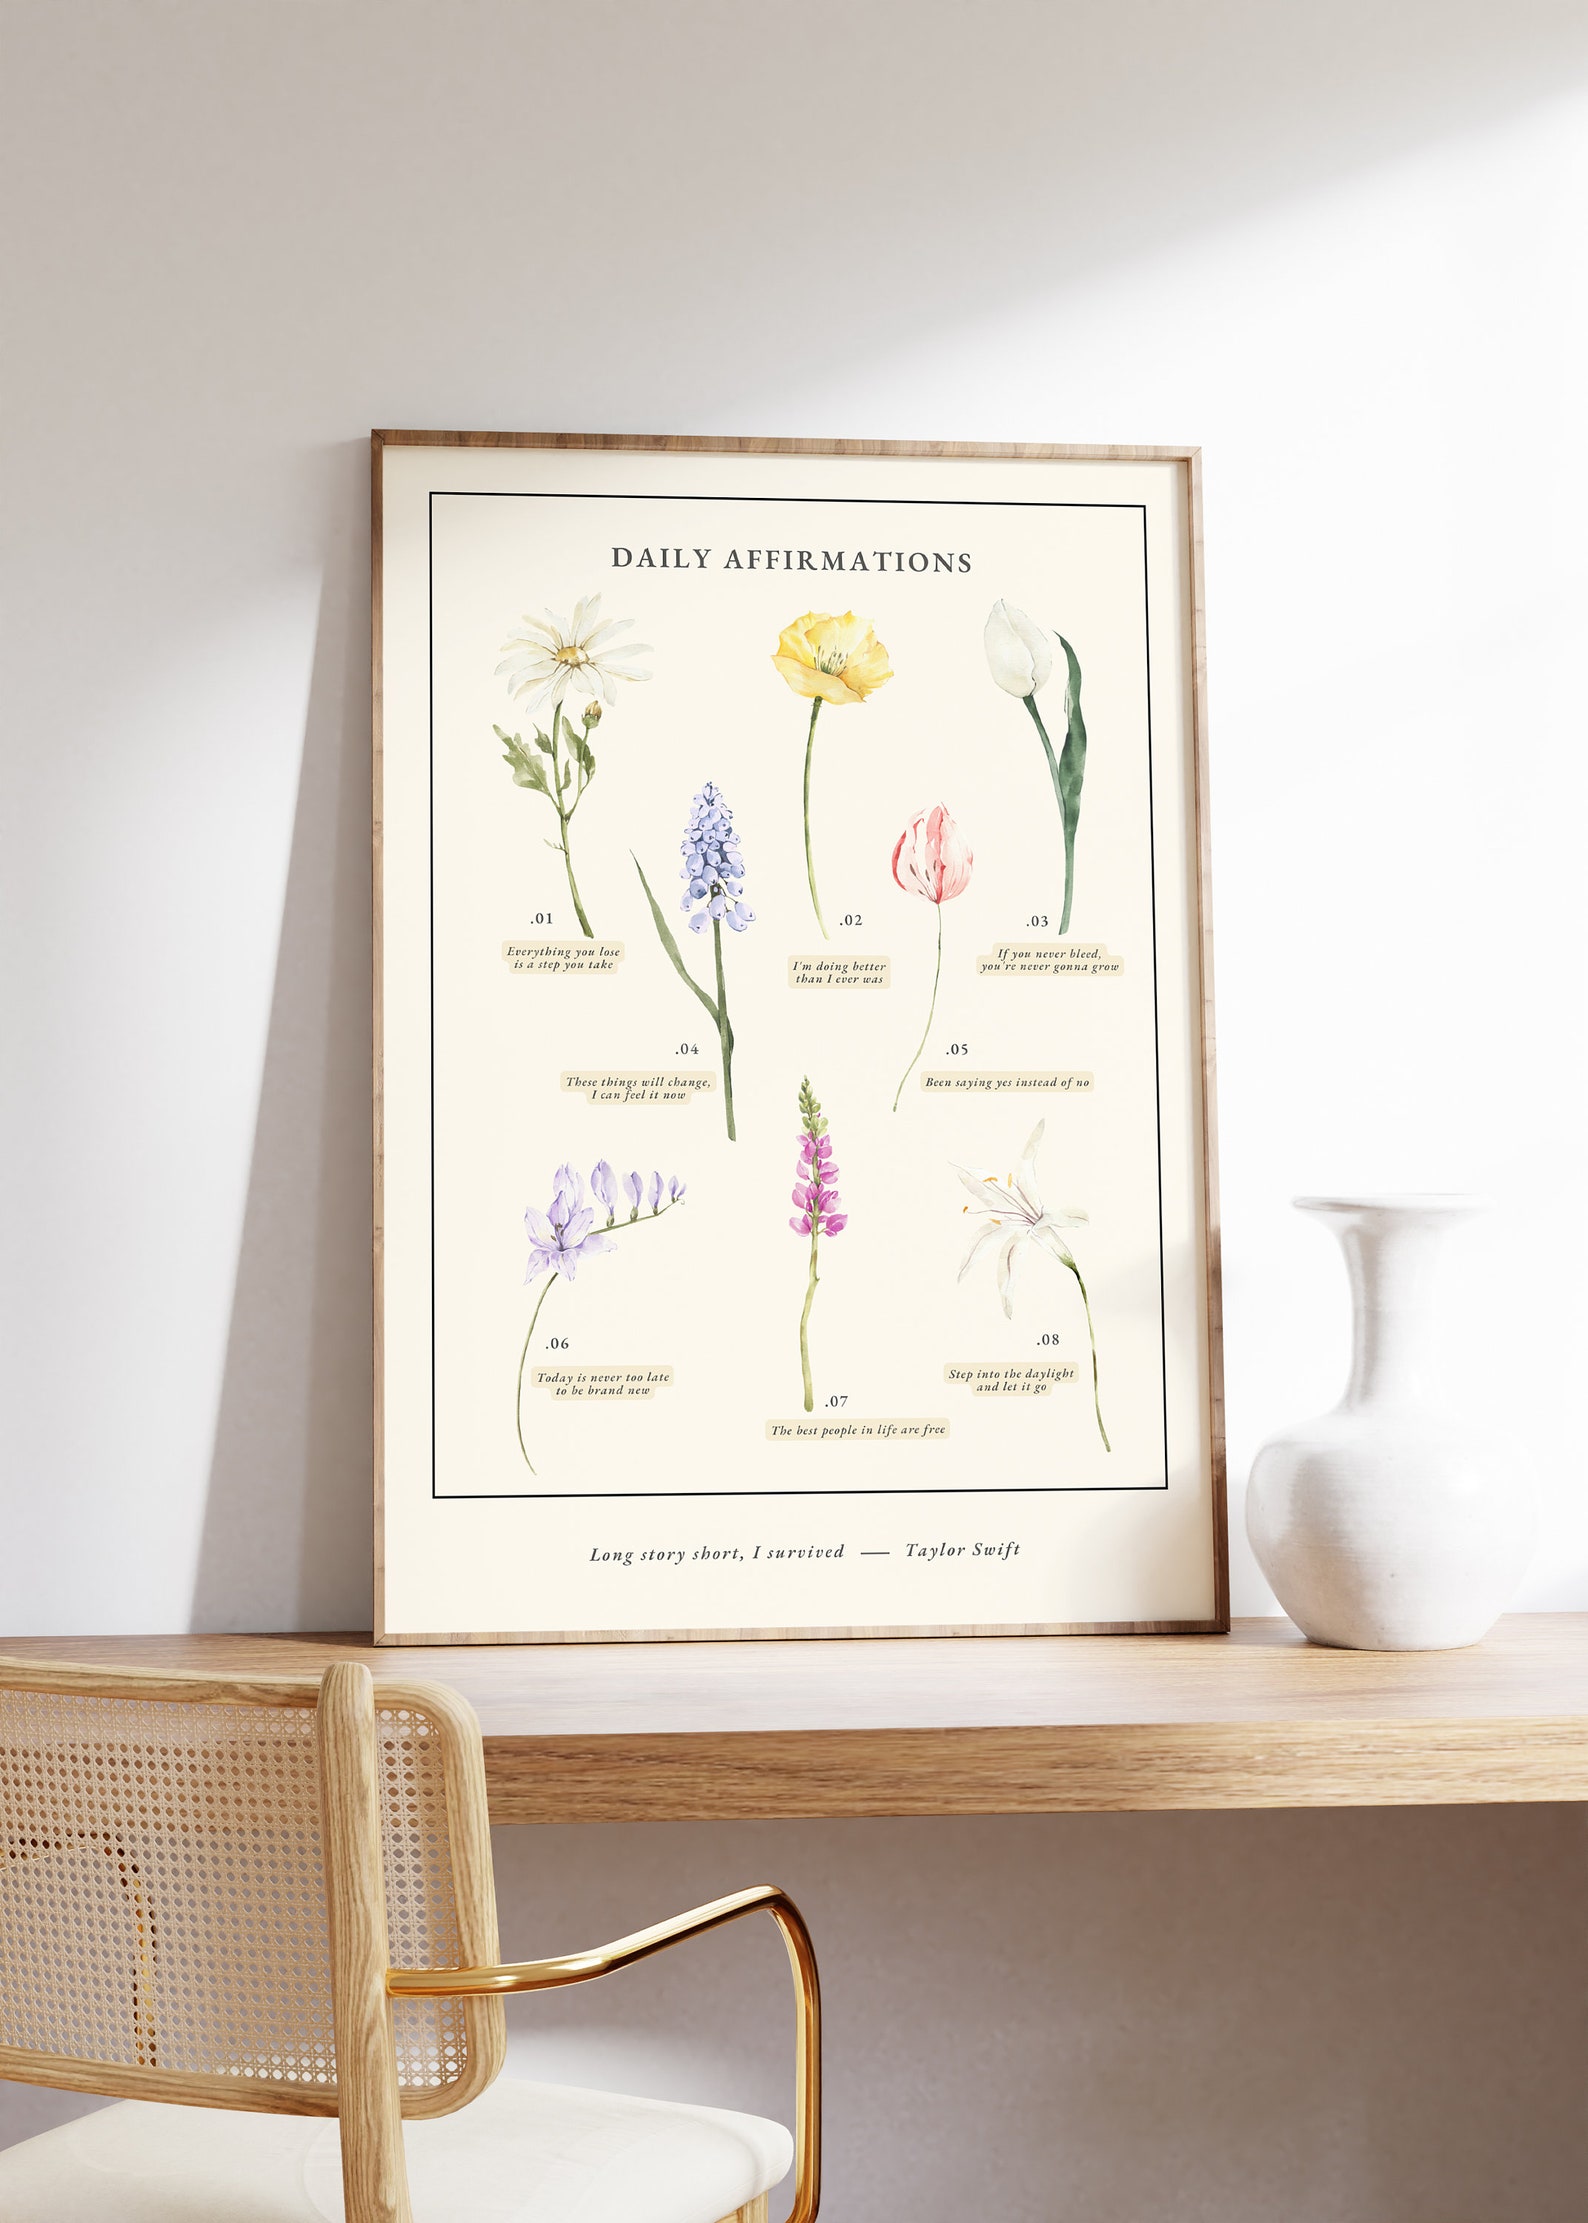 DAILY AFFIRMATIONS
.01
Everything you lose
is a step you take
.02
I'm doing better
than I ever was
.03
If you never bleed,
you're never gonna grow
.04
These things will change,
I can feel it now
.05
Been saying yes instead of no
.06
Today is never too late
to be brand new
.07
The best people in life are free
.08
Step into the daylight
and let it go
Long story short, I survived — Taylor Swift